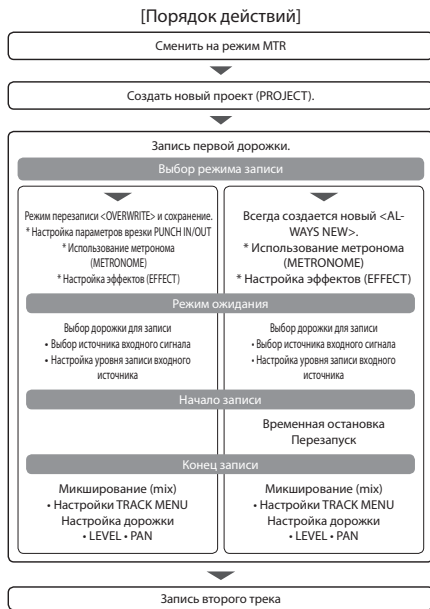 [Порядок действий]
Сменить на режим MTR
Создать новый проект (PROJECT).
Запись первой дорожки.
Выбор режима записи
Режим перезаписи <OVERWRITE> и сохранение.
* Настройка параметров врезки PUNCH IN/OUT
* Использование метронома
(METRONOME)
* Настройка эффектов (EFFECT)
Всегда создается новый <AL-
WAYS NEW>.
* Использование метронома
(METRONOME)
* Настройка эффектов (EFFECT)
Режим ожидания
Выбор дорожки для записи
• Выбор источника входного сигнала
• Настройка уровня записи входного
источника
Выбор дорожки для записи
• Выбор источника входного сигнала
• Настройка уровня записи входного
источника
Начало записи
Временная остановка
Перезапуск
Конец записи
Микширование (mix)
• Настройки TRACK MENU
Настройка дорожки
• LEVEL • PAN
Микширование (mix)
• Настройки TRACK MENU
Настройка дорожки
• LEVEL • PAN
Запись второго трека